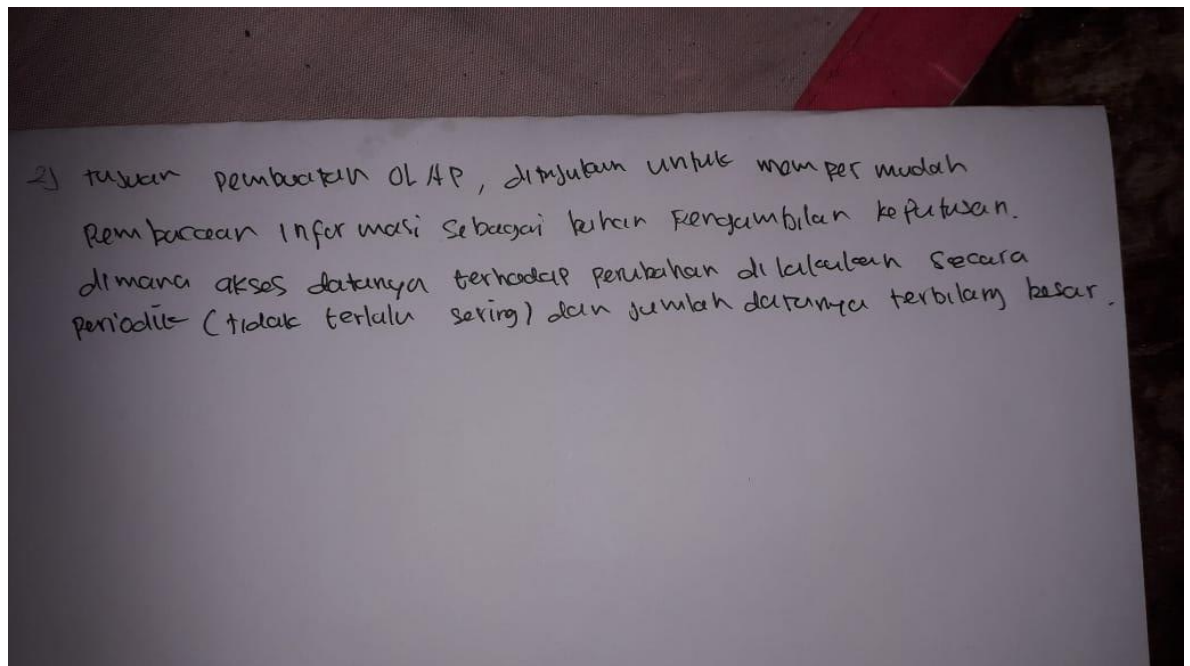 2) tujuan pembuatan OLAP, ditujukan untuk mempermudah
pembacaan informasi sebagai bahan pengambilan keputusan.
dimana akses datanya terhadap perubahan dilakukan secara
periodik (tidak terlalu sering) dan jumlah datanya terbilang besar.